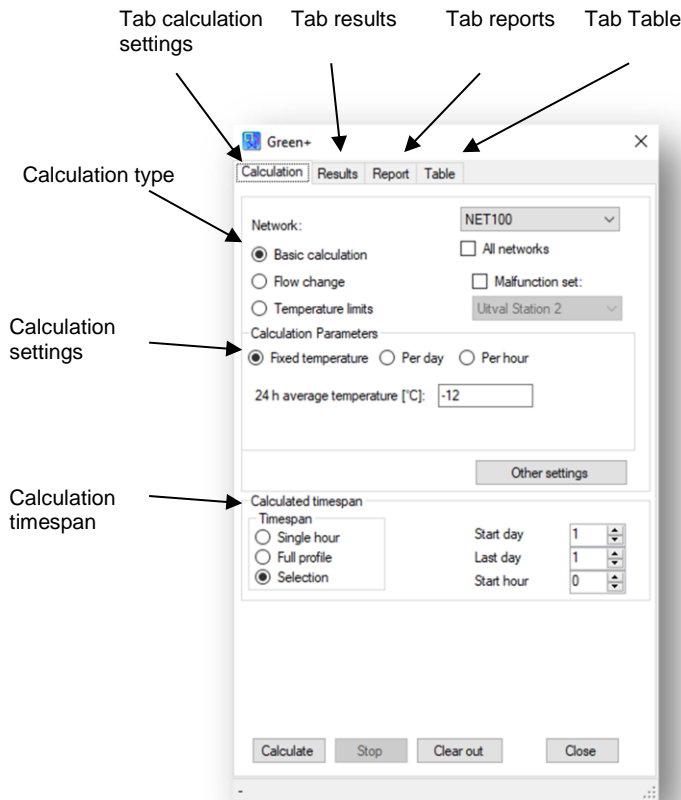 Tab calculation settings
Tab results
Tab reports
Tab Table
Green+
Calculation Results Report Table
Calculation type
Network: NET100
Basic calculation All networks
Flow change Malfunction set:
Temperature limits Uitval Station 2
Calculation settings
Calculation Parameters
Fixed temperature Per day Per hour
24 h average temperature [°C]: -12
Other settings
Calculation timespan
Calculated timespan
Timespan
Single hour Start day 1
Full profile Last day 1
Selection Start hour 0
Calculate Stop Clear out Close
-